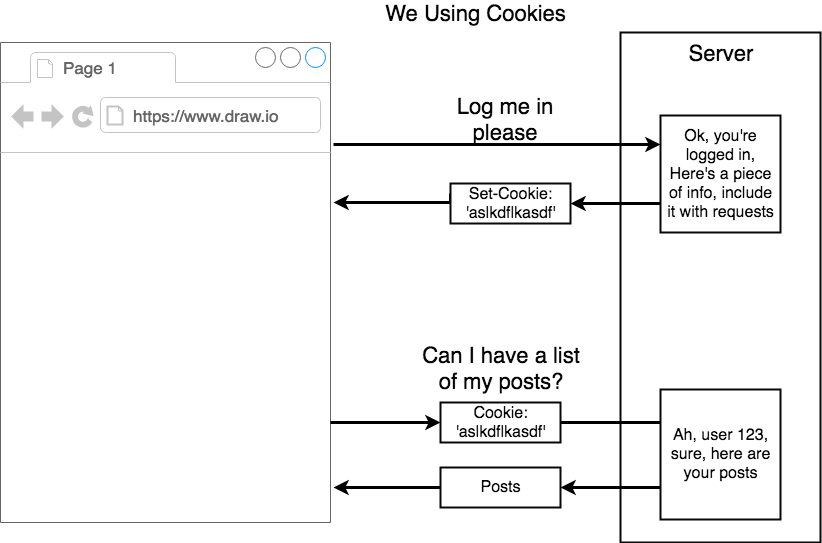 We Using Cookies
Server
Page 1
https://www.draw.io
Log me in
please
Ok, you're
logged in,
Here's a piece
of info, include
it with requests
Set-Cookie:
'aslkdflkasdf'
Can I have a list
of my posts?
Cookie:
'aslkdflkasdf'
Ah, user 123,
sure, here are
your posts
Posts